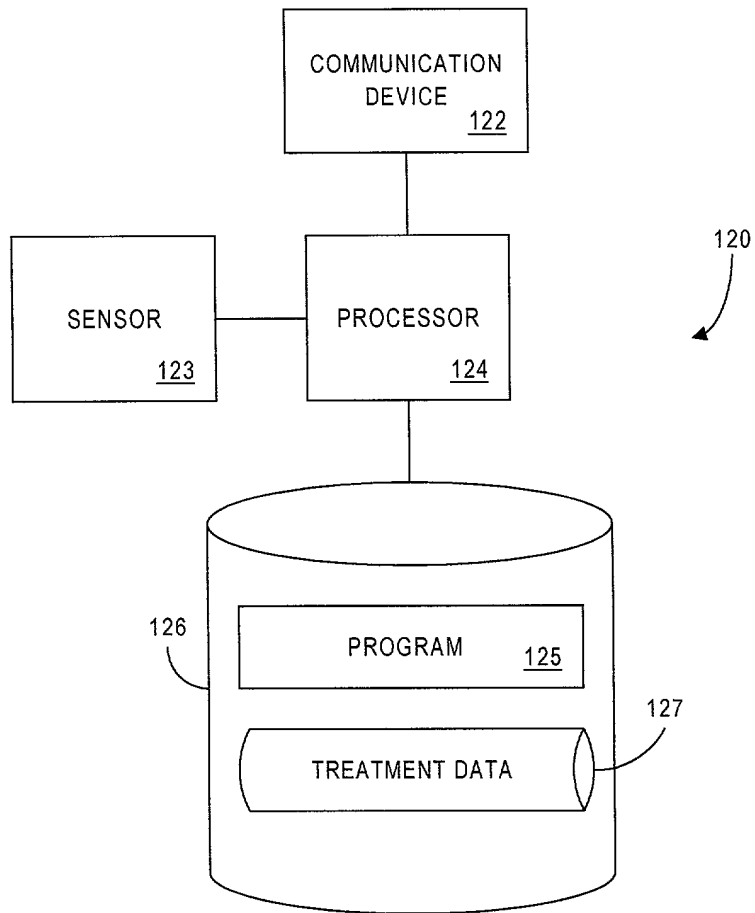 COMMUNICATION
DEVICE
122
120
SENSOR
123
PROCESSOR
124
126
PROGRAM
125
127
TREATMENT DATA